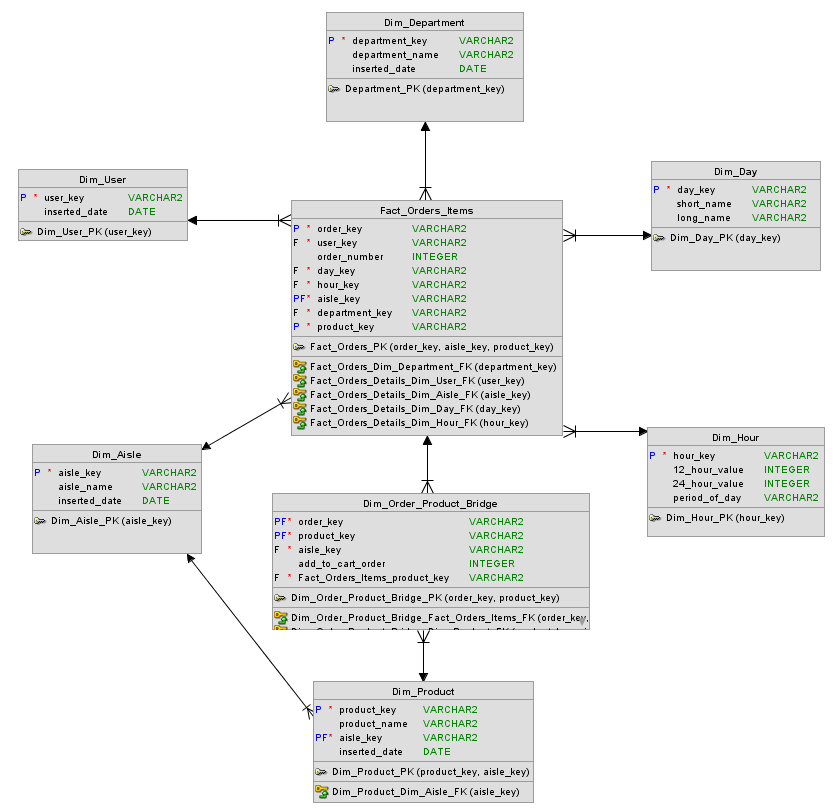 Dim_Department
P * department_key VARCHAR2
department_name VARCHAR2
inserted_date DATE
Department_PK (department_key)
Dim_User
P * user_key VARCHAR2
inserted_date DATE
Dim_User_PK (user_key)
Dim_Day
P * day_key VARCHAR2
short_name VARCHAR2
long_name VARCHAR2
Dim_Day_PK (day_key)
Fact_Orders_Items
P * order_key VARCHAR2
F * user_key VARCHAR2
order_number INTEGER
F * day_key VARCHAR2
F * hour_key VARCHAR2
PF* aisle_key VARCHAR2
F * department_key VARCHAR2
P * product_key VARCHAR2
Fact_Orders_PK (order_key, aisle_key, product_key)
Fact_Orders_Dim_Department_FK (department_key)
Fact_Orders_Details_Dim_User_FK (user_key)
Fact_Orders_Details_Dim_Aisle_FK (aisle_key)
Fact_Orders_Details_Dim_Day_FK (day_key)
Fact_Orders_Details_Dim_Hour_FK (hour_key)
Dim_Aisle
P * aisle_key VARCHAR2
aisle_name VARCHAR2
inserted_date DATE
Dim_Aisle_PK (aisle_key)
Dim_Hour
P * hour_key VARCHAR2
12_hour_value INTEGER
24_hour_value INTEGER
period_of_day VARCHAR2
Dim_Hour_PK (hour_key)
Dim_Order_Product_Bridge
PF* order_key VARCHAR2
PF* product_key VARCHAR2
F * aisle_key VARCHAR2
add_to_cart_order INTEGER
F * Fact_Orders_Items_product_key VARCHAR2
Dim_Order_Product_Bridge_PK (order_key, product_key)
Dim_Order_Product_Bridge_Fact_Orders_Items_FK (order_key,
Dim_Product
P * product_key VARCHAR2
product_name VARCHAR2
PF* aisle_key VARCHAR2
inserted_date DATE
Dim_Product_PK (product_key, aisle_key)
Dim_Product_Dim_Aisle_FK (aisle_key)